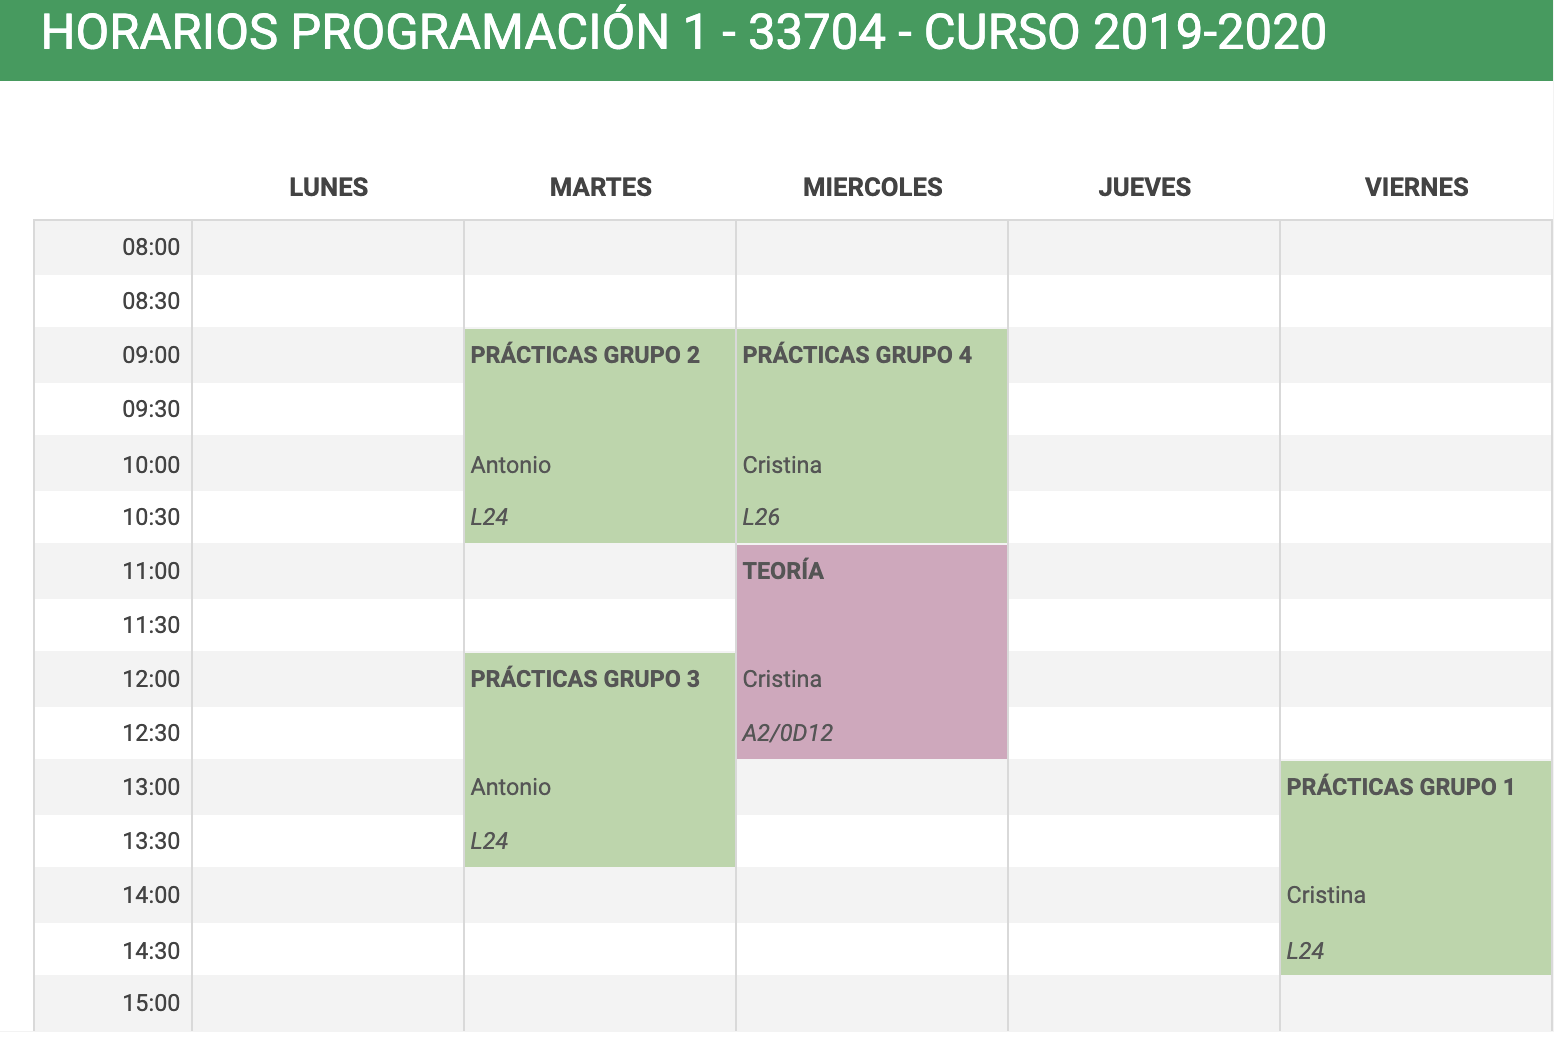 HORARIOS PROGRAMACIÓN 1 - 33704 - CURSO 2019-2020
LUNES MARTES MIERCOLES JUEVES VIERNES
08:00
08:30
09:00 PRÁCTICAS GRUPO 2 PRÁCTICAS GRUPO 4
09:30
10:00 Antonio Cristina
10:30 L24 L26
11:00 TEORÍA
11:30
12:00 PRÁCTICAS GRUPO 3 Cristina
12:30 A2/0D12
13:00 Antonio PRÁCTICAS GRUPO 1
13:30 L24
14:00 Cristina
14:30 L24
15:00